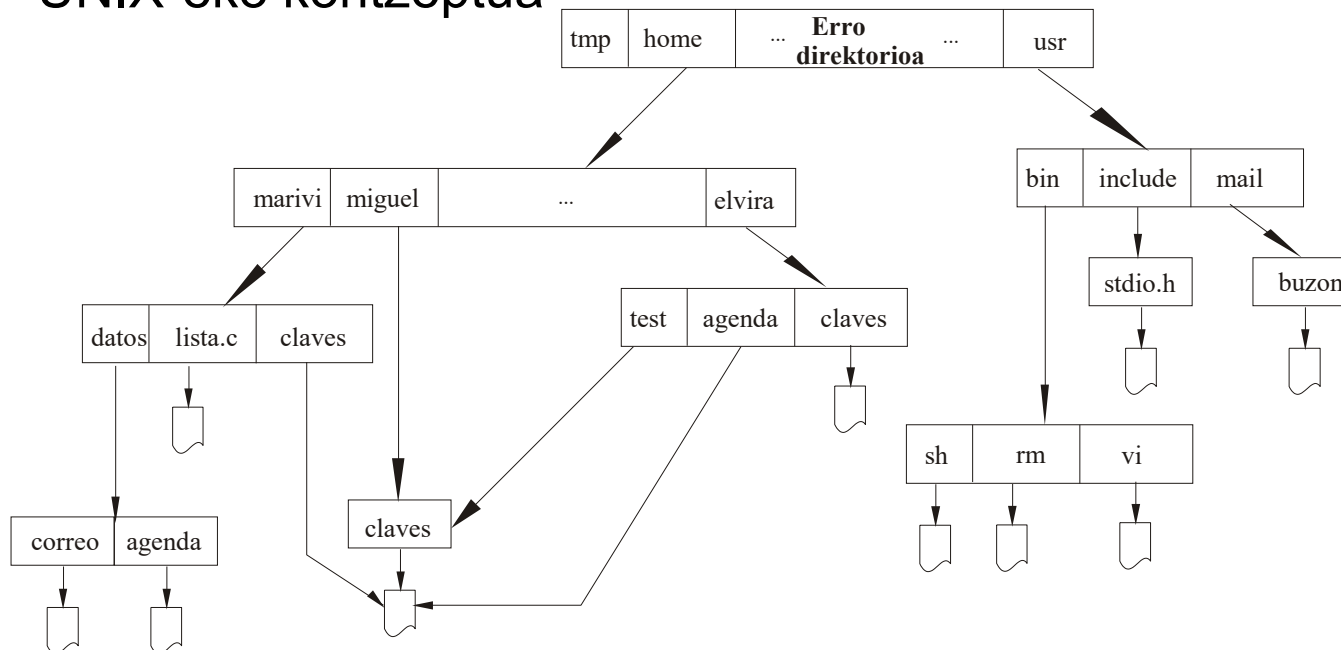 UNIX-eko kontzeptua
tmp home ... Erro direktorioa ... usr
marivi miguel ... elvira
bin include mail
stdio.h buzon
datos lista.c claves
test agenda claves
sh rm vi
claves
correo agenda